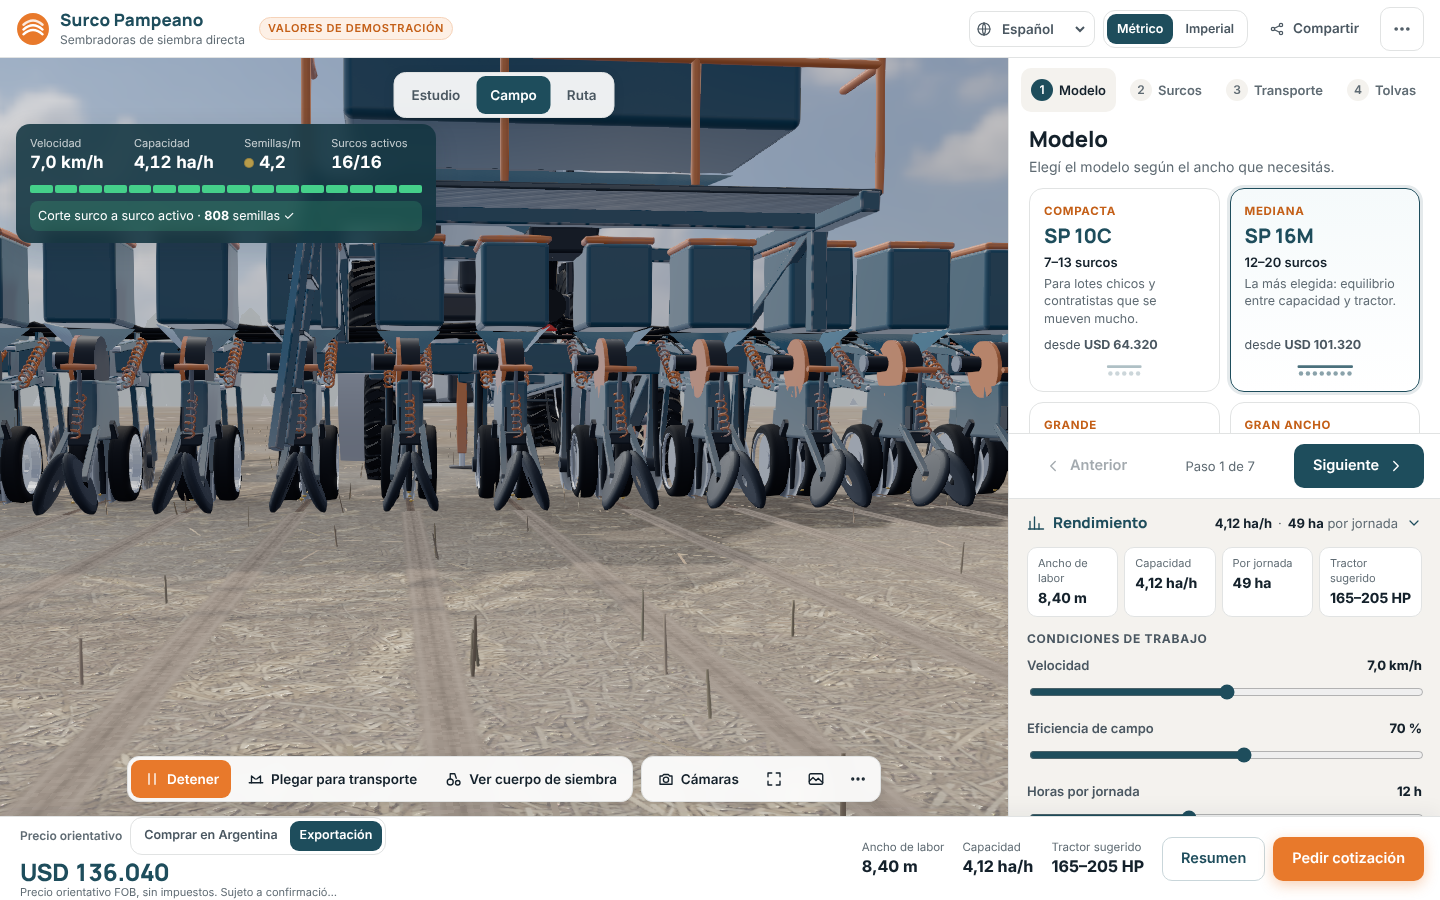 Surco Pampeano
Sembradoras de siembra directa
VALORES DE DEMOSTRACIÓN
Español
Métrico
Imperial
Compartir
Estudio
Campo
Ruta
Velocidad
7,0 km/h
Capacidad
4,12 ha/h
Semillas/m
4,2
Surcos activos
16/16
Corte surco a surco activo · 808 semillas ✓
Detener
Plegar para transporte
Ver cuerpo de siembra
Cámaras
1 Modelo
2 Surcos
3 Transporte
4 Tolvas
Modelo
Elegí el modelo según el ancho que necesitás.
COMPACTA
SP 10C
7–13 surcos
Para lotes chicos y
contratistas que se
mueven mucho.
desde USD 64.320
MEDIANA
SP 16M
12–20 surcos
La más elegida: equilibrio
entre capacidad y tractor.
desde USD 101.320
GRANDE
GRAN ANCHO
Anterior
Paso 1 de 7
Siguiente
Rendimiento
4,12 ha/h · 49 ha por jornada
Ancho de
labor
8,40 m
Capacidad
4,12 ha/h
Por jornada
49 ha
Tractor
sugerido
165–205 HP
CONDICIONES DE TRABAJO
Velocidad
7,0 km/h
Eficiencia de campo
70 %
Horas por jornada
12 h
Precio orientativo
Comprar en Argentina
Exportación
USD 136.040
Precio orientativo FOB, sin impuestos. Sujeto a confirmació...
Ancho de labor
8,40 m
Capacidad
4,12 ha/h
Tractor sugerido
165–205 HP
Resumen
Pedir cotización